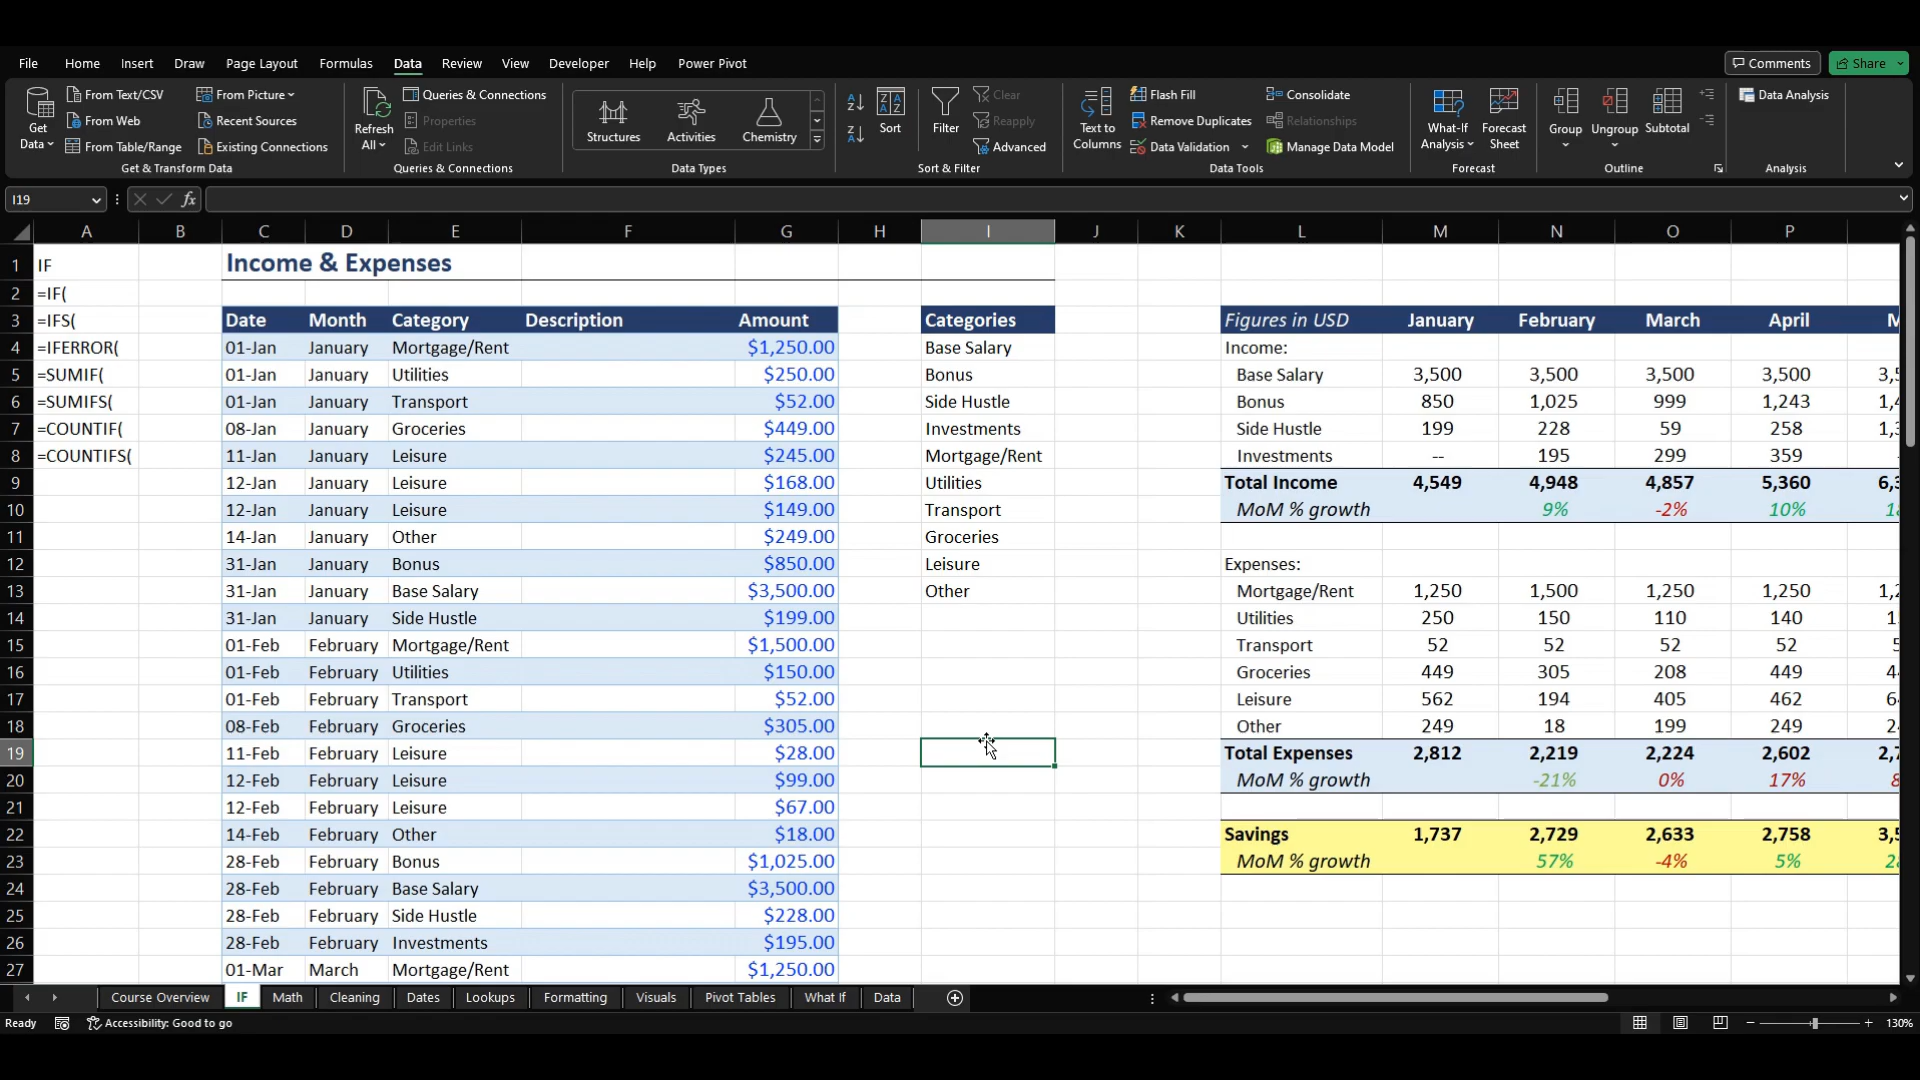 File Home Insert Draw Page Layout Formulas Data Review View Developer Help Power Pivot Comments Share
Get Data
From Text/CSV
From Web
From Table/Range
From Picture
Recent Sources
Existing Connections
Get & Transform Data
Refresh All
Queries & Connections
Properties
Edit Links
Queries & Connections
Structures Activities Chemistry
Data Types
Sort
Filter
Clear
Reapply
Advanced
Sort & Filter
Text to Columns
Flash Fill
Remove Duplicates
Data Validation
Consolidate
Relationships
Manage Data Model
Data Tools
What-If Analysis
Forecast Sheet
Forecast
Group
Ungroup
Subtotal
Outline
Data Analysis
Analysis
I19 fx
A B C D E F G H I J K L M N O P
1 IF Income & Expenses
2 =IF(
3 =IFS( Date Month Category Description Amount Categories Figures in USD January February March April M
4 =IFERROR( 01-Jan January Mortgage/Rent $1,250.00 Base Salary Income:
5 =SUMIF( 01-Jan January Utilities $250.00 Bonus Base Salary 3,500 3,500 3,500 3,500 3,5
6 =SUMIFS( 01-Jan January Transport $52.00 Side Hustle Bonus 850 1,025 999 1,243 1,4
7 =COUNTIF( 08-Jan January Groceries $449.00 Investments Side Hustle 199 228 59 258 1,3
8 =COUNTIFS( 11-Jan January Leisure $245.00 Mortgage/Rent Investments -- 195 299 359
9 12-Jan January Leisure $168.00 Utilities Total Income 4,549 4,948 4,857 5,360 6,3
10 12-Jan January Leisure $149.00 Transport MoM % growth 9% -2% 10% 18
11 14-Jan January Other $249.00 Groceries
12 31-Jan January Bonus $850.00 Leisure Expenses:
13 31-Jan January Base Salary $3,500.00 Other Mortgage/Rent 1,250 1,500 1,250 1,250 1,2
14 31-Jan January Side Hustle $199.00 Utilities 250 150 110 140 1
15 01-Feb February Mortgage/Rent $1,500.00 Transport 52 52 52 52 5
16 01-Feb February Utilities $150.00 Groceries 449 305 208 449 4
17 01-Feb February Transport $52.00 Leisure 562 194 405 462 6
18 08-Feb February Groceries $305.00 Other 249 18 199 249 2
19 11-Feb February Leisure $28.00 Total Expenses 2,812 2,219 2,224 2,602 2,7
20 12-Feb February Leisure $99.00 MoM % growth -21% 0% 17% 8
21 12-Feb February Leisure $67.00
22 14-Feb February Other $18.00 Savings 1,737 2,729 2,633 2,758 3,5
23 28-Feb February Bonus $1,025.00 MoM % growth 57% -4% 5% 2
24 28-Feb February Base Salary $3,500.00
25 28-Feb February Side Hustle $228.00
26 28-Feb February Investments $195.00
27 01-Mar March Mortgage/Rent $1,250.00
Course Overview IF Math Cleaning Dates Lookups Formatting Visuals Pivot Tables What If Data
Ready Accessibility: Good to go 130%